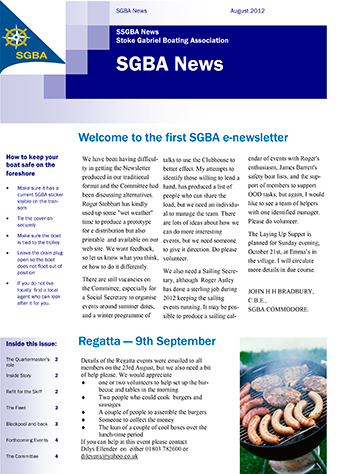 SGBA News August 2012
SGBA
SSGBA News
Stoke Gabriel Boating Association
SGBA News
Welcome to the first SGBA e-newsletter
How to keep your
boat safe on the
foreshore
Make sure it has a
current SGBA sticker
visible on the tran-
som
Tie the cover on
securely
Make sure the boat
is tied to the trolley
Leave the drain plug
open so the boat
does not float out of
position
If you do not live
locally find a local
agent who can look
after it for you.
We have been having difficul-
ty in getting the Newsletter
produced in our traditional
format and the Committee had
been discussing alternatives.
Roger Stobbart has kindly
used up some "wet weather"
time to produce a prototype
for e distribution but also
printable and available on our
web site. We want feedback,
so let us know what you think,
or how to do it differently.
There are still vacancies on
the Committee, especially for
a Social Secretary to organise
events around summer dates,
and a winter programme of
talks to use the Clubhouse to
better effect. My attempts to
identify those willing to lend a
hand, has produced a list of
people who can share the
load, but we need an individu-
al to manage the team. There
are lots of ideas about how we
can do more interesting
events, but we need someone
to give it direction. Do please
volunteer.
We also need a Sailing Secre-
tary, although Roger Astley
has done a sterling job during
2012 keeping the sailing
events running. It may be pos-
sible to produce a sailing cal-
endar of events with Roger's
enthusiasm, James Barrett's
safety boat lists, and the sup-
port of members to support
OOD tasks, but again, I would
like to see a team of helpers
with one identified manager.
Please do volunteer.
The Laying Up Supper is
planned for Sunday evening,
October 21st, at Emma's in
the village. I will circulate
more details in due course.
JOHN H H BRADBURY,
C.B.E.,
SGBA COMMODORE.
Inside this issue:
The Quartermaster's 2
role
Inside Story 2
Refit for the Skiff 2
The Fleet 3
Blackpool and back 3
Forthcoming Events 4
The Committee 4
Regatta — 9th September
Details of the Regatta events were emailed to all
members on the 23rd August, but we also need a bit
of help please. We would appreciate
one or two volunteers to help set up the bar-
becue and tables in the morning
Two people who could cook burgers and
sausages
A couple of people to assemble the burgers
Someone to collect the money
The loan of a couple of cool boxes over the
lunch-time period
If you can help at this event please contact
Dilys Ellender on either 01803 782600 or
dilevans@yahoo.co.uk